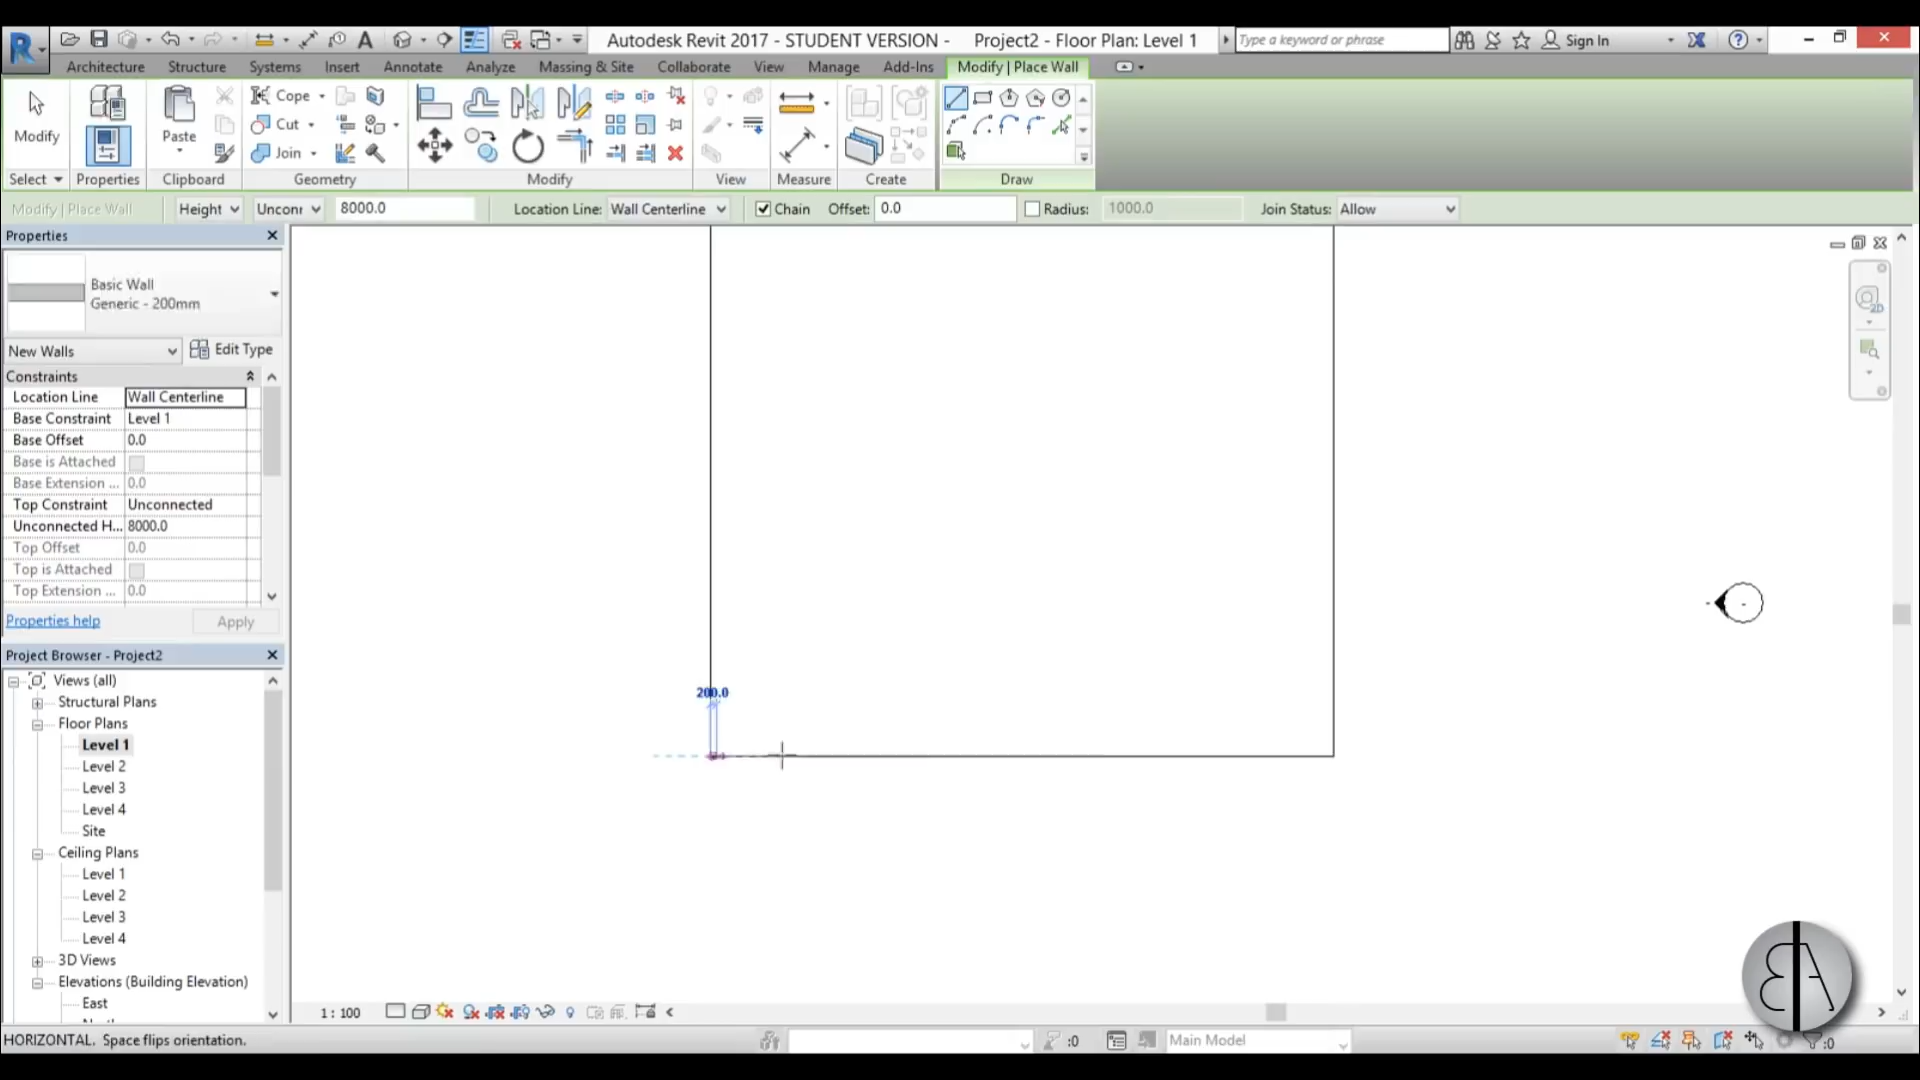 Autodesk Revit 2017 - STUDENT VERSION - Project2 - Floor Plan: Level 1
Type a keyword or phrase
Sign In
Architecture Structure Systems Insert Annotate Analyze Massing & Site Collaborate View Manage Add-Ins Modify | Place Wall
Modify
Paste
Cope
Cut
Join
Select Properties Clipboard Geometry Modify View Measure Create Draw
Modify | Place Wall Height Unconr 8000.0 Location Line: Wall Centerline Chain Offset: 0.0 Radius: 1000.0 Join Status: Allow
Properties
Basic Wall
Generic - 200mm
New Walls Edit Type
Constraints
Location Line Wall Centerline
Base Constraint Level 1
Base Offset 0.0
Base is Attached
Base Extension ... 0.0
Top Constraint Unconnected
Unconnected H... 8000.0
Top Offset 0.0
Top is Attached
Top Extension ... 0.0
Properties help Apply
Project Browser - Project2
Views (all)
Structural Plans
Floor Plans
Level 1
Level 2
Level 3
Level 4
Site
Ceiling Plans
Level 1
Level 2
Level 3
Level 4
3D Views
Elevations (Building Elevation)
East
200.0
2D
1 : 100
HORIZONTAL. Space flips orientation.
:0
Main Model
:0